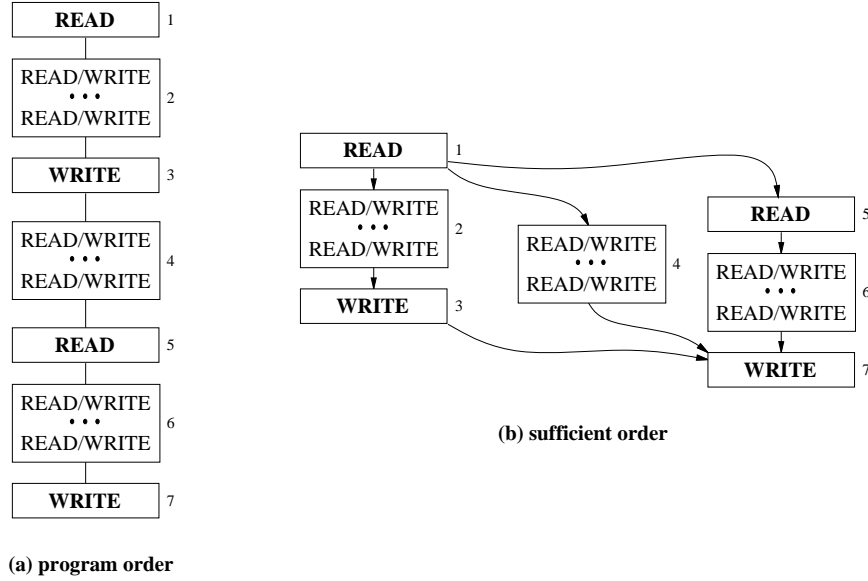 READ 1
READ/WRITE
• • •
READ/WRITE
2
WRITE 3
READ/WRITE
• • •
READ/WRITE
4
READ 5
READ/WRITE
• • •
READ/WRITE
6
WRITE 7
(a) program order
READ 1
READ/WRITE
• • •
READ/WRITE
2
WRITE 3
READ/WRITE
• • •
READ/WRITE
4
READ 5
READ/WRITE
• • •
READ/WRITE
6
WRITE 7
(b) sufficient order